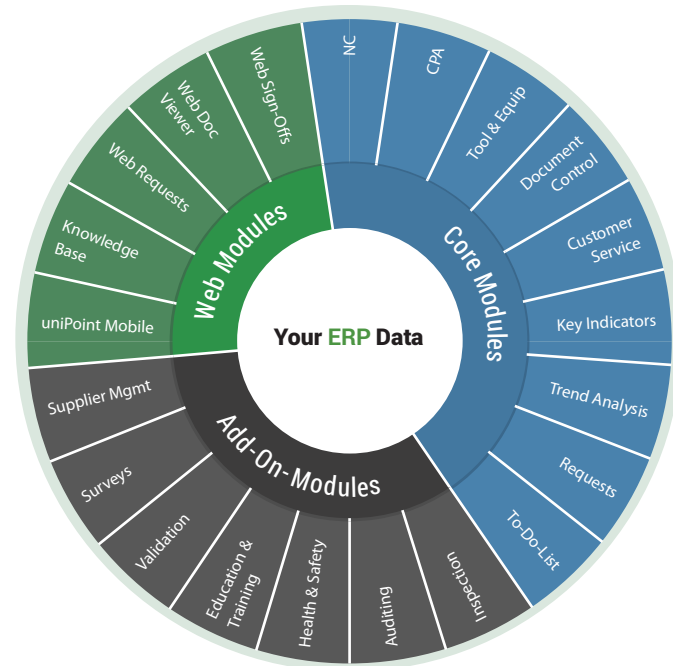 NC
CPA
Tool & Equip
Document
Control
Customer
Service
Key Indicators
Trend Analysis
Requests
To-Do-List
Inspection
Auditing
Health & Safety
Education &
Training
Validation
Surveys
Supplier Mgmt
uniPoint Mobile
Knowledge
Base
Web Requests
Web Doc
Viewer
Web Sign-Offs
Web Modules
Core Modules
Add-On-Modules
Your ERP Data